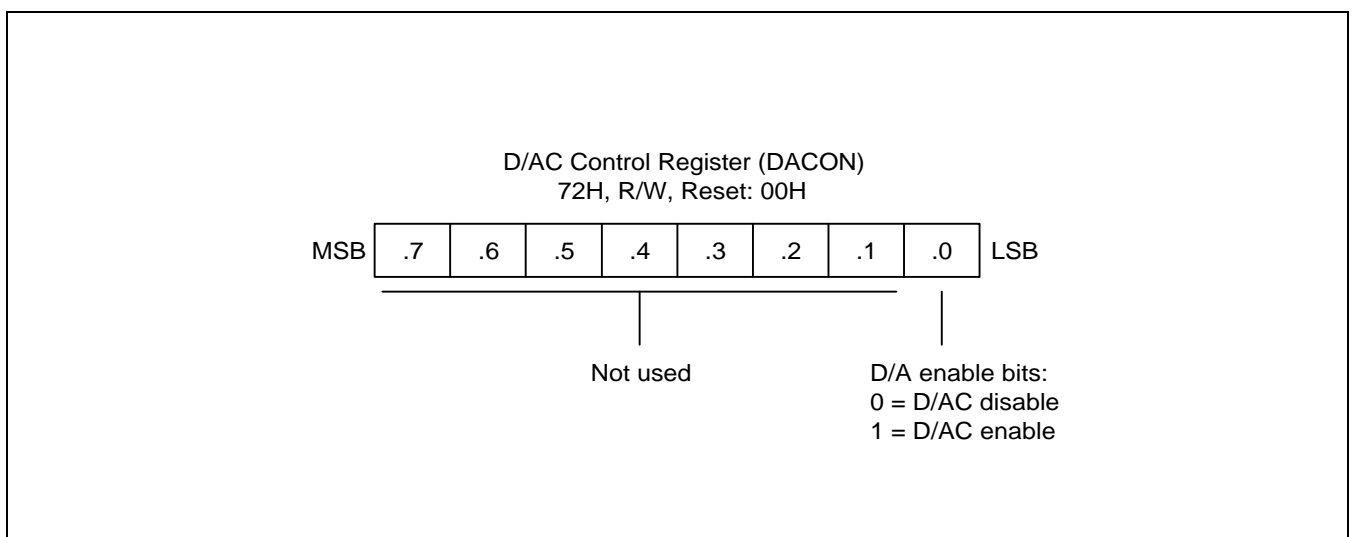 D/AC Control Register (DACON)
72H, R/W, Reset: 00H
MSB .7 .6 .5 .4 .3 .2 .1 .0 LSB
Not used
D/A enable bits:
0 = D/AC disable
1 = D/AC enable